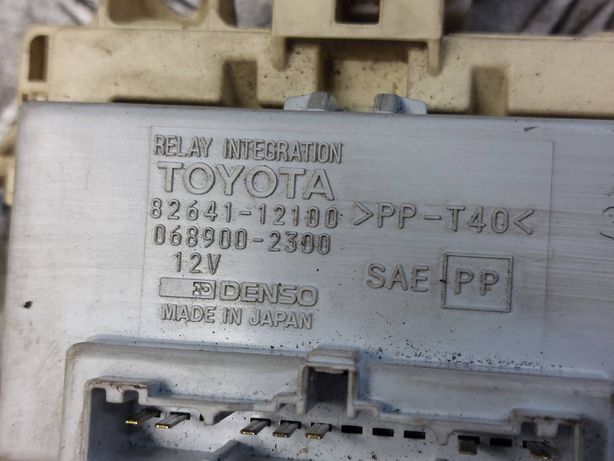 RELAY INTEGRATION
TOYOTA
82641-12100 >PP-T40<
068900-2300
12V
SAE PP
DENSO
MADE IN JAPAN